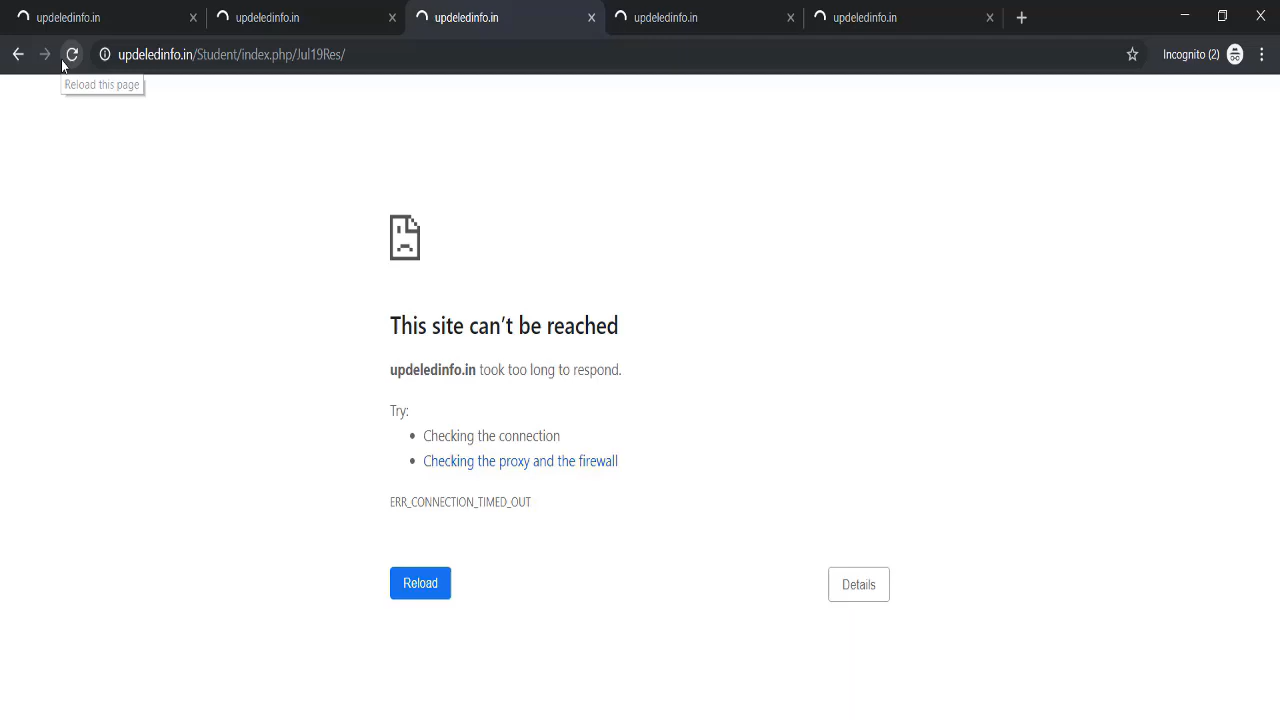 updeledinfo.in
updeledinfo.in
updeledinfo.in
updeledinfo.in
updeledinfo.in
updeledinfo.in/Student/index.php/Jul19Res/
Incognito (2)
Reload this page
This site can't be reached
updeledinfo.in took too long to respond.
Try:
• Checking the connection
• Checking the proxy and the firewall
ERR_CONNECTION_TIMED_OUT
Reload
Details